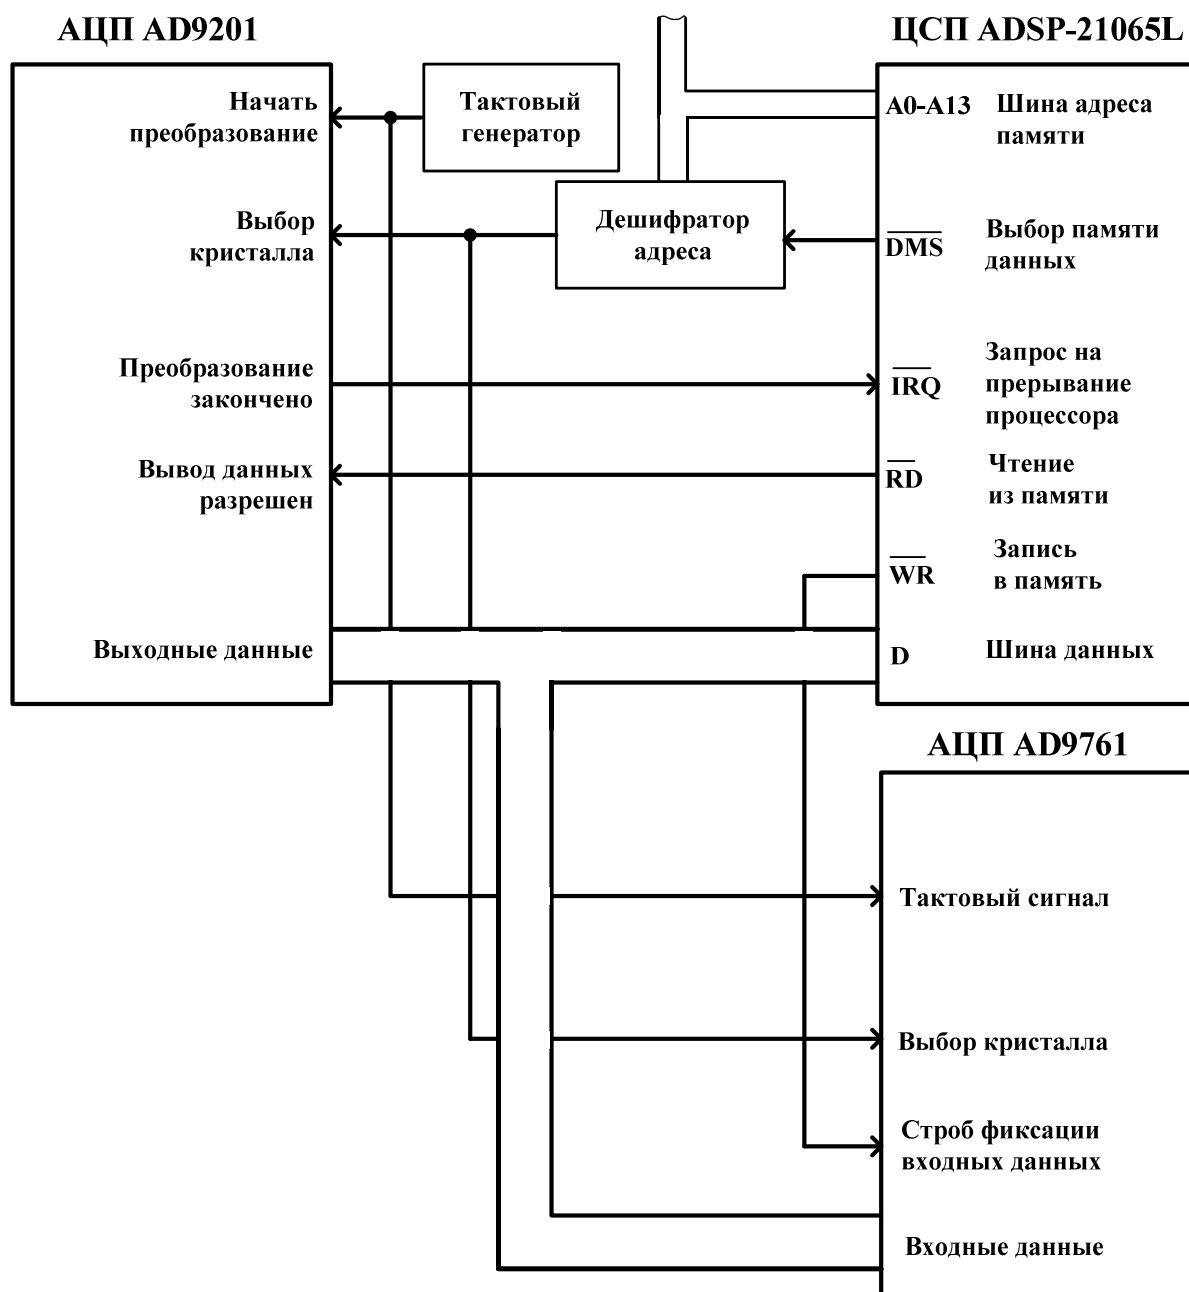 АЦП AD9201
ЦСП ADSP-21065L
Начать
преобразование
Тактовый
генератор
A0-A13
Шина адреса
памяти
Выбор
кристалла
Дешифратор
адреса
DMS
Выбор памяти
данных
Преобразование
закончено
IRQ
Запрос на
прерывание
процессора
Вывод данных
разрешен
RD
Чтение
из памяти
WR
Запись
в память
Выходные данные
D
Шина данных
АЦП AD9761
Тактовый сигнал
Выбор кристалла
Строб фиксации
входных данных
Входные данные